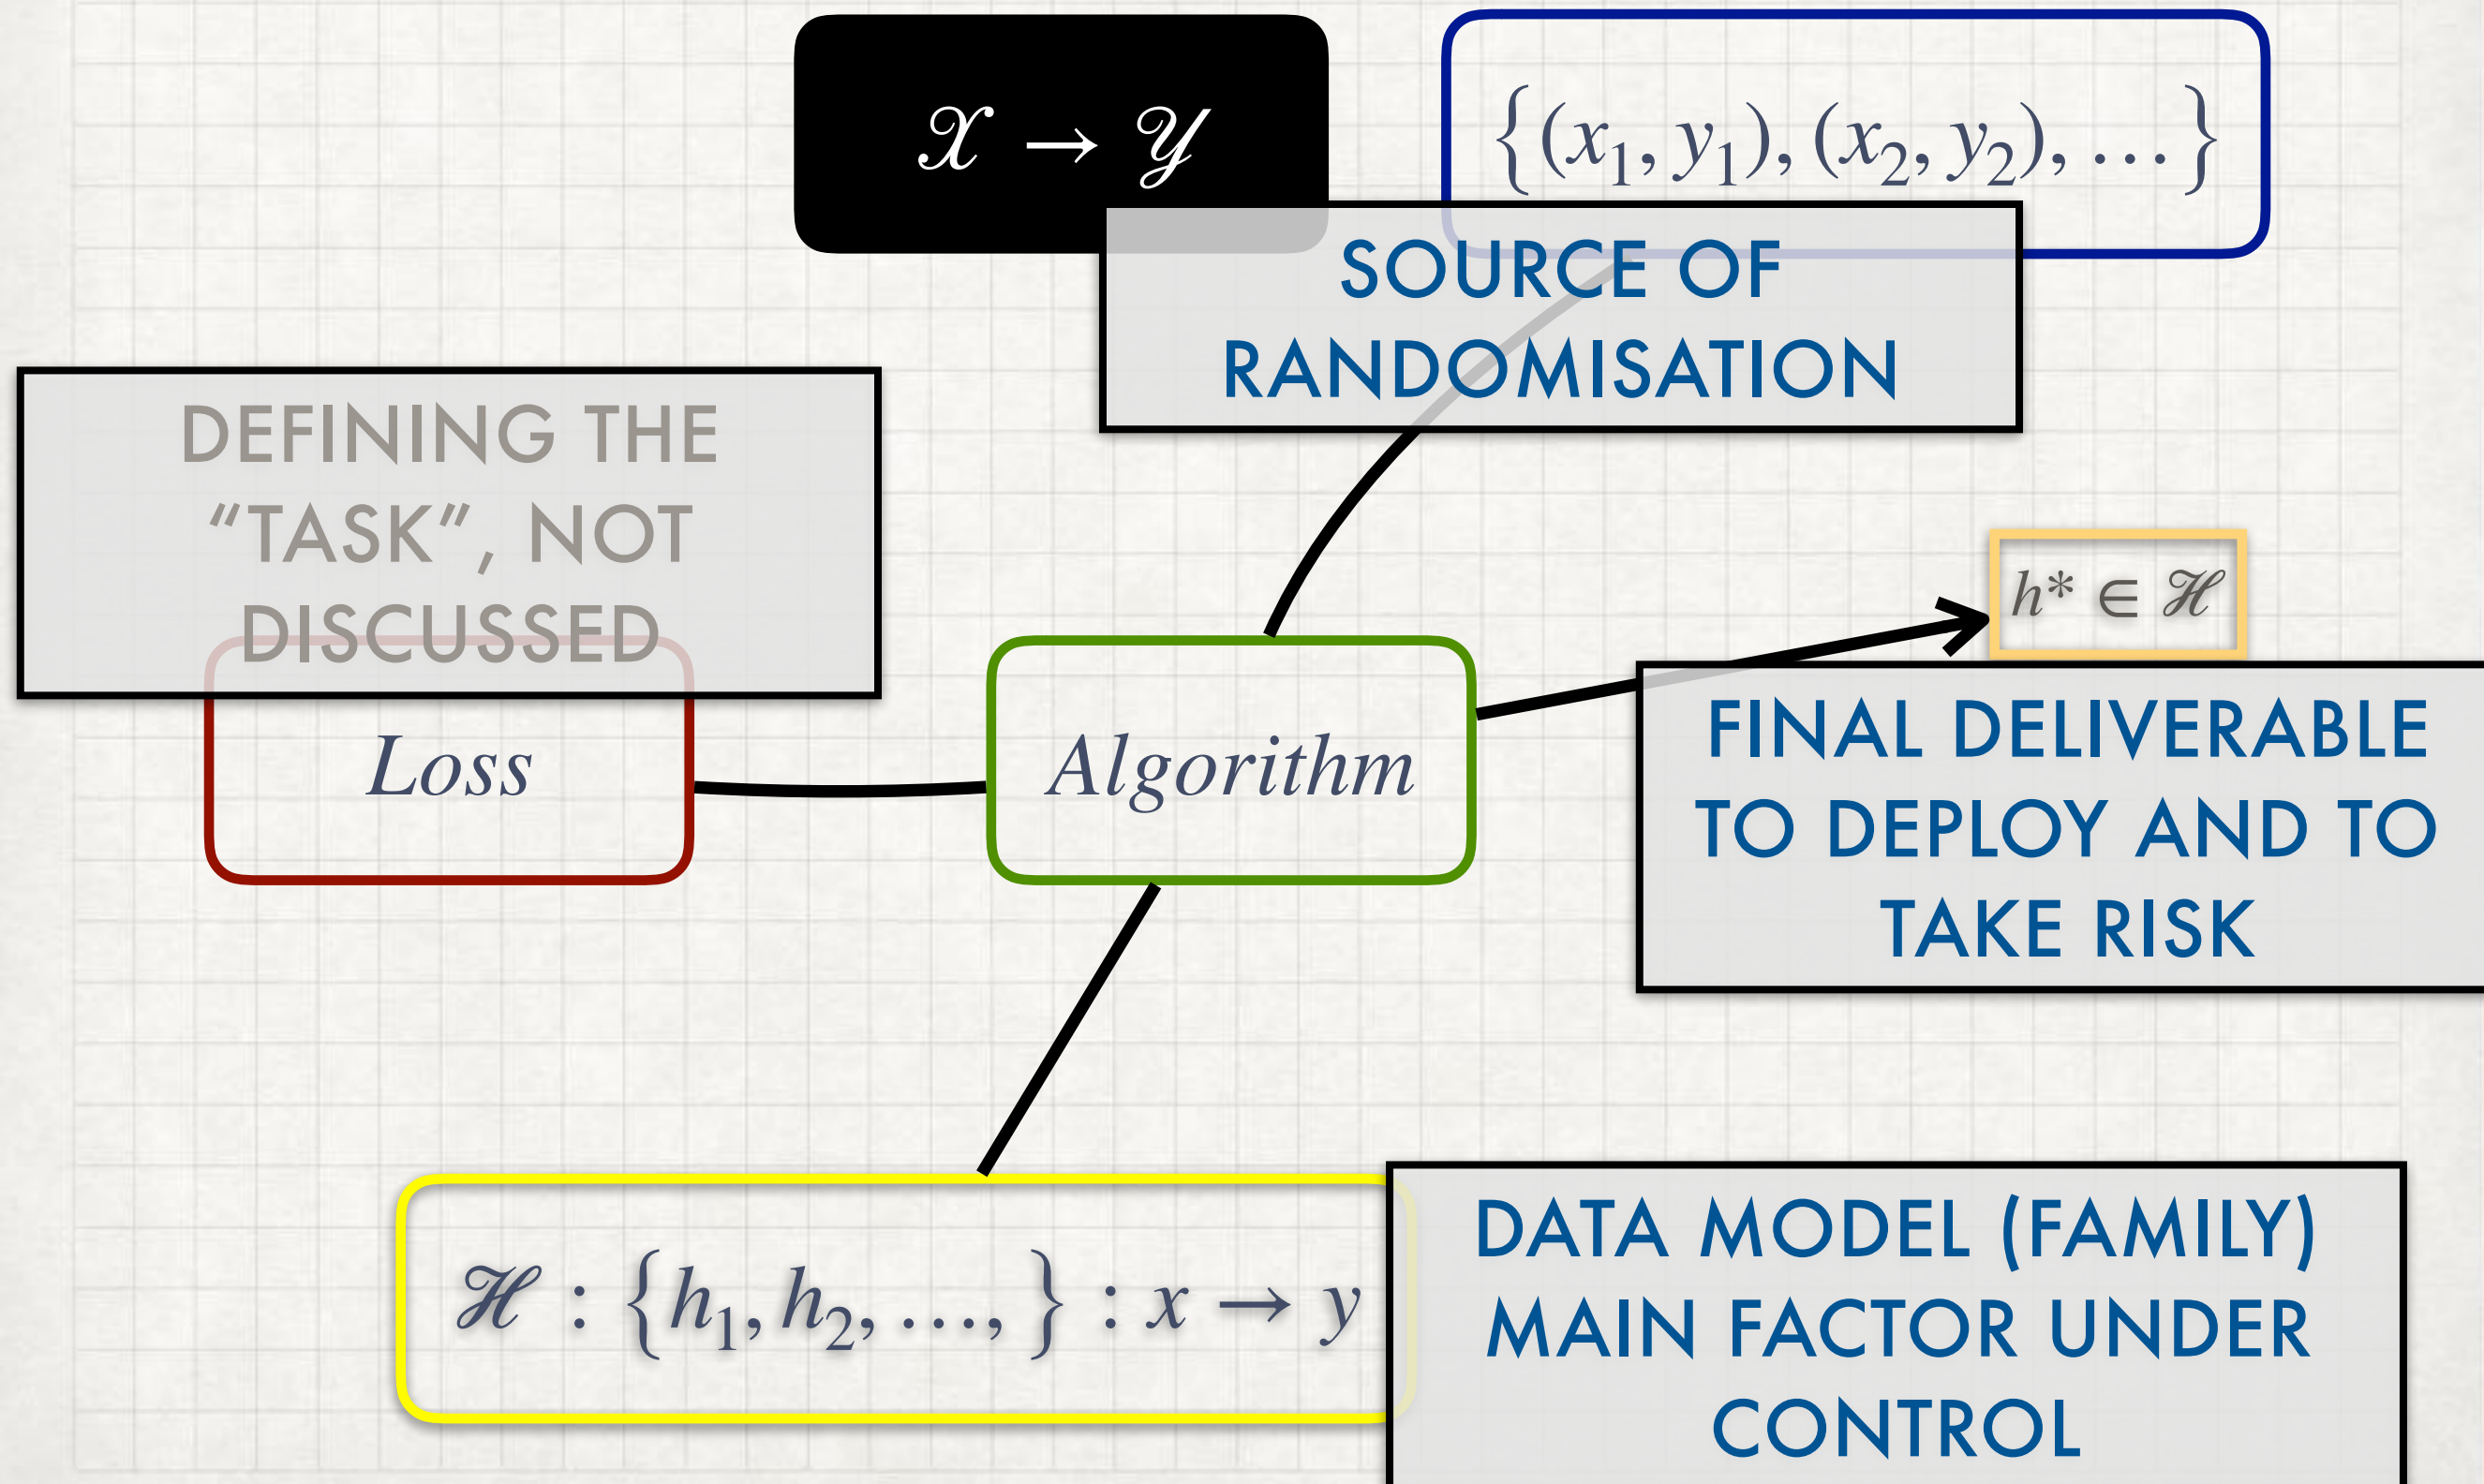 𝒳 → 𝒴
{(x₁, y₁), (x₂, y₂), …}
SOURCE OF
RANDOMISATION
DEFINING THE
“TASK”, NOT
DISCUSSED
h* ∈ ℋ
Loss
Algorithm
FINAL DELIVERABLE
TO DEPLOY AND TO
TAKE RISK
ℋ : {h₁, h₂, …, } : x → y
DATA MODEL (FAMILY)
MAIN FACTOR UNDER
CONTROL